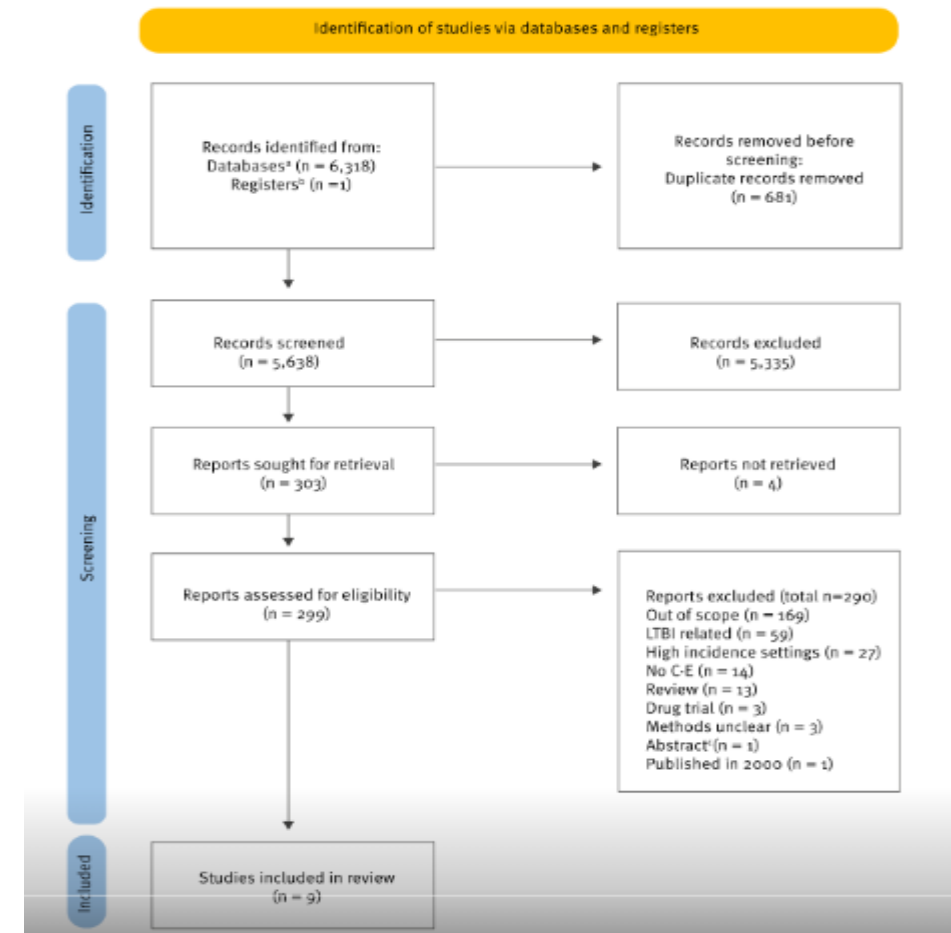 Identification of studies via databases and registers
Identification
Records identified from:
Databasesᵃ (n = 6,318)
Registersᵇ (n =1)
Records removed before
screening:
Duplicate records removed
(n = 681)
Screening
Records screened
(n = 5,638)
Records excluded
(n = 5,335)
Reports sought for retrieval
(n = 303)
Reports not retrieved
(n = 4)
Reports assessed for eligibility
(n = 299)
Reports excluded (total n=290)
Out of scope (n = 169)
LTBI related (n = 59)
High incidence settings (n = 27)
No C-E (n = 14)
Review (n = 13)
Drug trial (n = 3)
Methods unclear (n = 3)
Abstractᶜ(n = 1)
Published in 2000 (n = 1)
Included
Studies included in review
(n = 9)